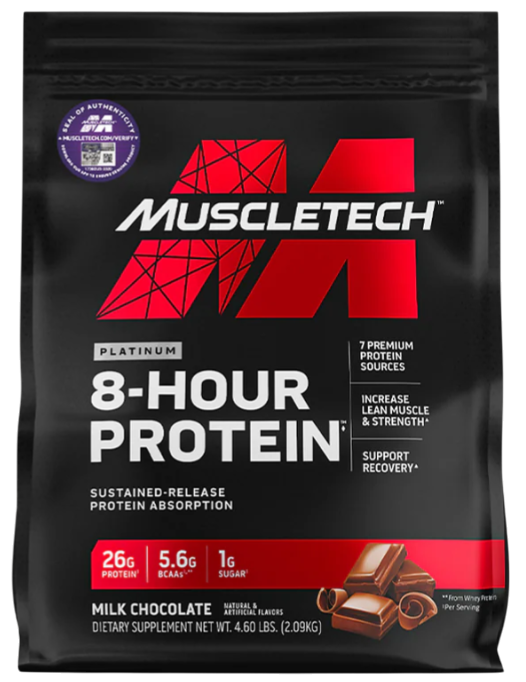 SEAL OF AUTHENTICITY
MUSCLETECH
MUSCLETECH.COM/VERIFY
MUSCLETECH™
PLATINUM
8-HOUR
PROTEIN™‡
7 PREMIUM
PROTEIN
SOURCES
INCREASE
LEAN MUSCLE
& STRENGTH▲
SUPPORT
RECOVERY▲
SUSTAINED-RELEASE
PROTEIN ABSORPTION
26G
PROTEIN‡
5.6G
BCAAs
1G
SUGAR‡
MILK CHOCOLATE
NATURAL &
ARTIFICIAL FLAVORS
DIETARY SUPPLEMENT NET WT. 4.60 LBS. (2.09KG)
**From Whey Protein
‡Per Serving